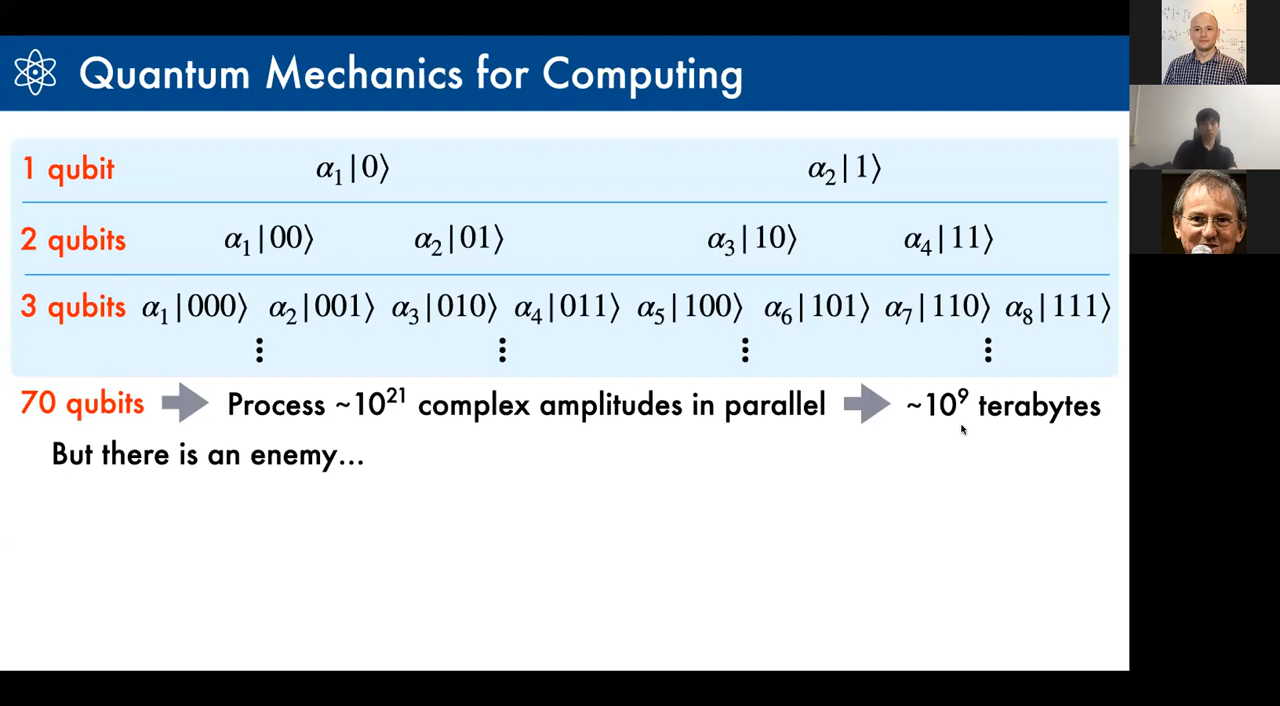 Quantum Mechanics for Computing
1 qubit α₁|0⟩ α₂|1⟩
2 qubits α₁|00⟩ α₂|01⟩ α₃|10⟩ α₄|11⟩
3 qubits α₁|000⟩ α₂|001⟩ α₃|010⟩ α₄|011⟩ α₅|100⟩ α₆|101⟩ α₇|110⟩ α₈|111⟩
⋮ ⋮ ⋮ ⋮
70 qubits Process ~10²¹ complex amplitudes in parallel ~10⁹ terabytes
But there is an enemy...